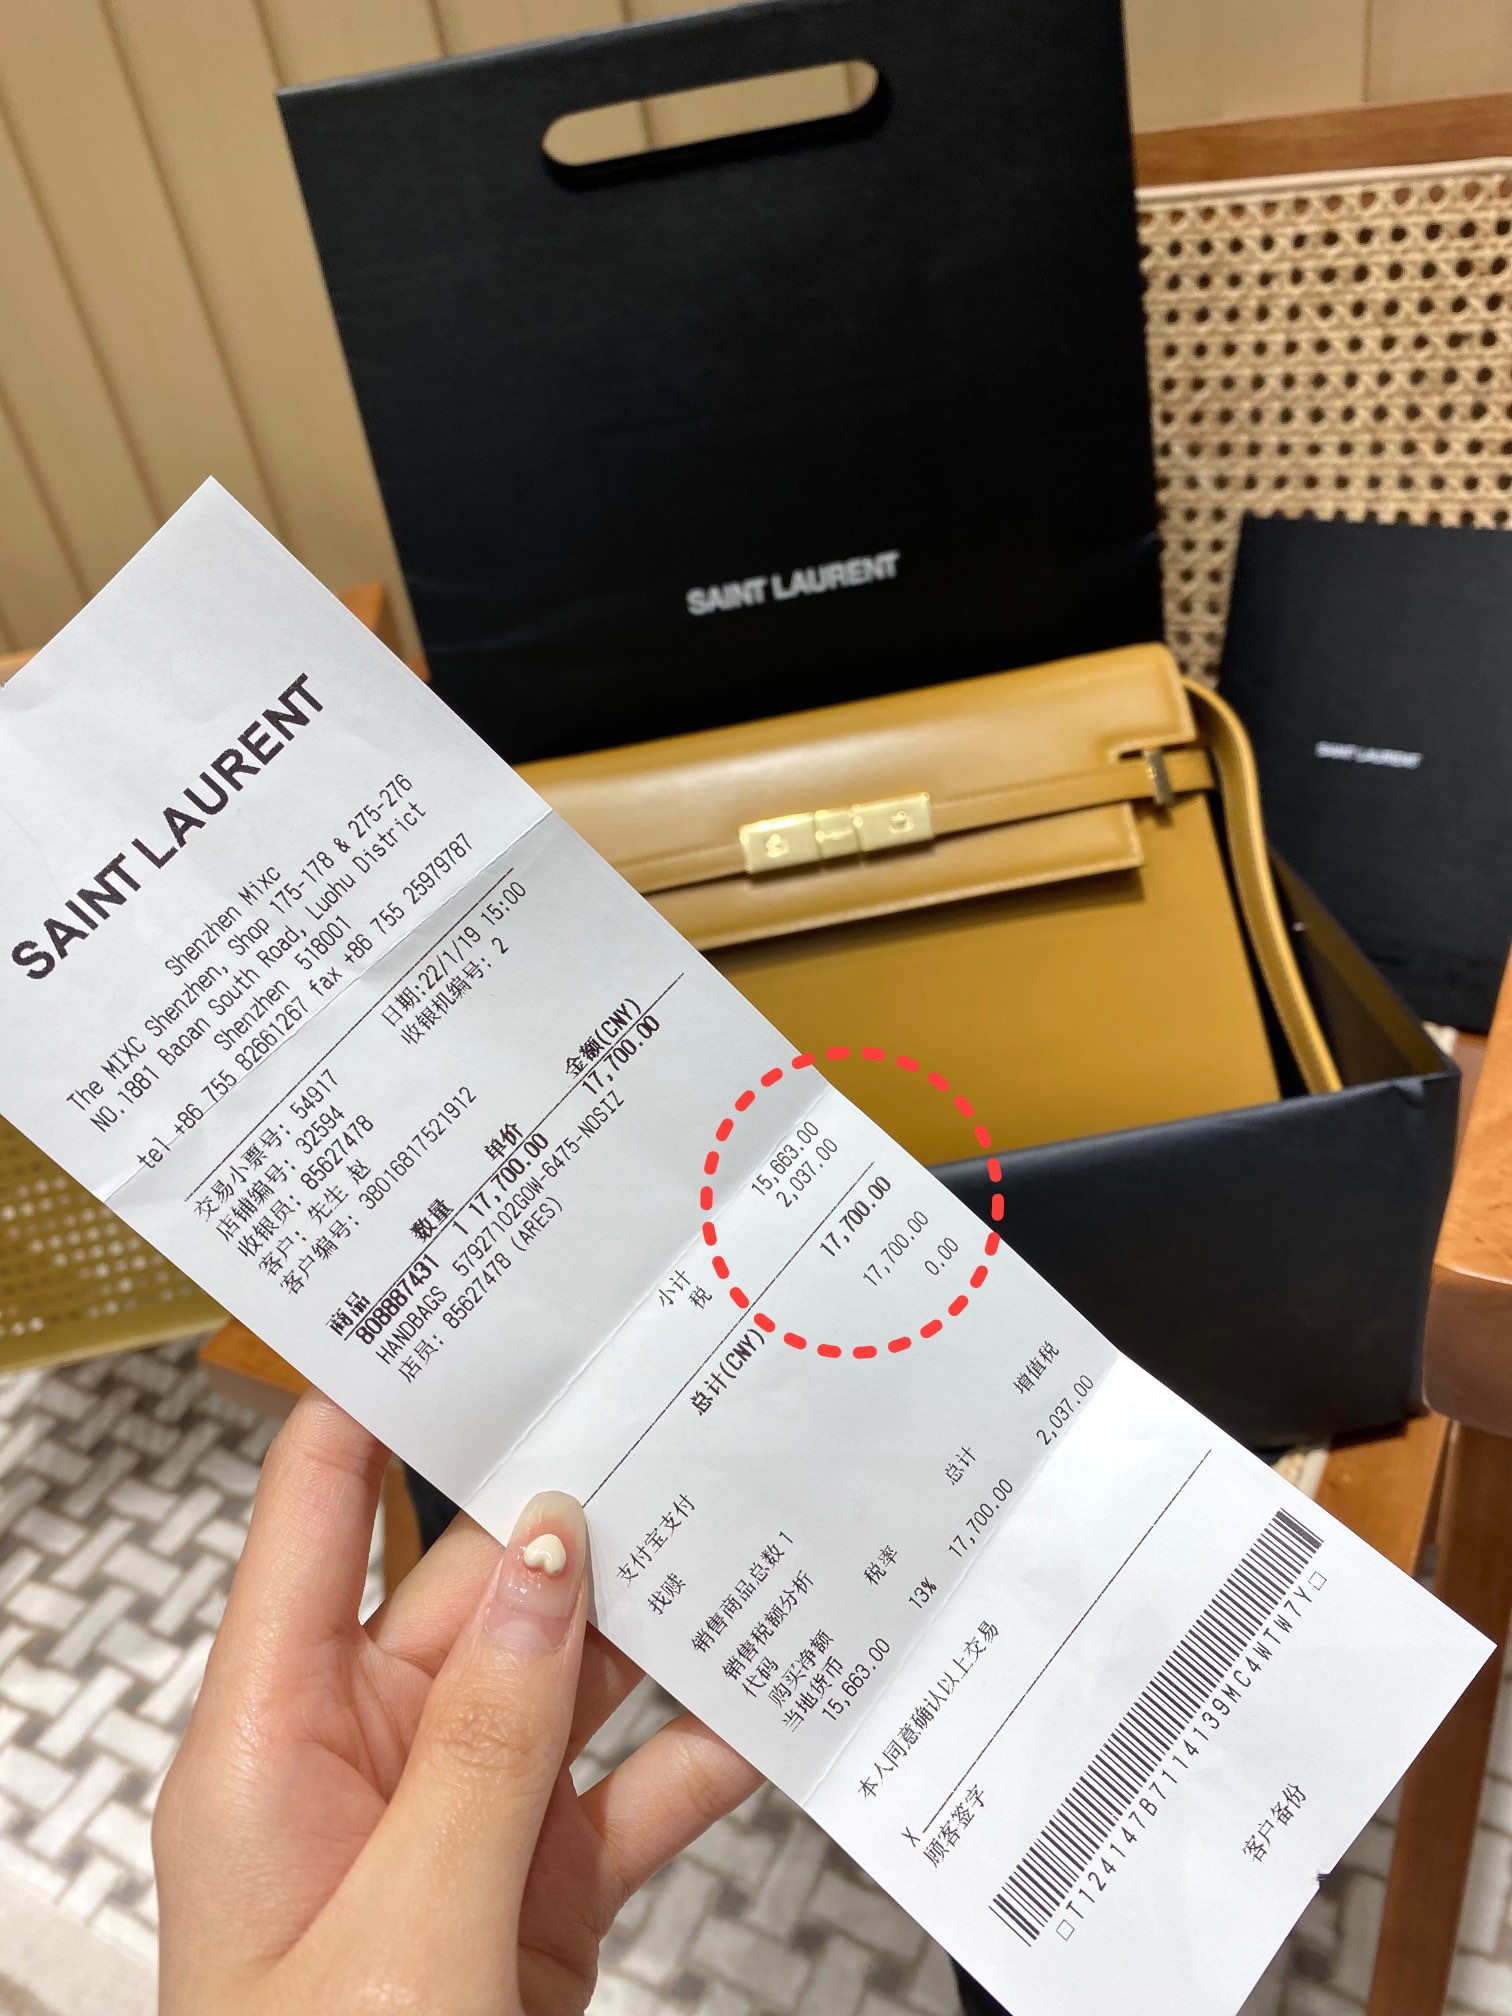 SAINT LAURENT
SAINT LAURENT
SAINT LAURENT
Shenzhen Mixc
The MIXC Shenzhen, Shop 175-178 & 275-276
NO.1881 Baoan South Road, Luohu District
Shenzhen 518001
tel +86 755 82661267 fax +86 755 25979787
交易小票号: 54917 日期:22/1/19 15:00
店铺编号: 32594 收银机编号: 2
收银员: 85627478
客户: 先生 赵
客户编号: 38016817521912
商品 数量 单价 金额(CNY)
808887431 1 17,700.00 17,700.00
HANDBAGS 57927102GOW-6475-NOSIZ
店员: 85627478 (ARES)
小计 15,663.00
税 2,037.00
总计(CNY) 17,700.00
支付宝支付 17,700.00
找赎 0.00
销售商品总数 1
销售税额分析
代码 税率 总计 增值税
购买净额 13% 17,700.00 2,037.00
当地货币
15,663.00
本人同意确认以上交易
X
顾客签字
T124147B7114139MC4WTW7Y
客户备份